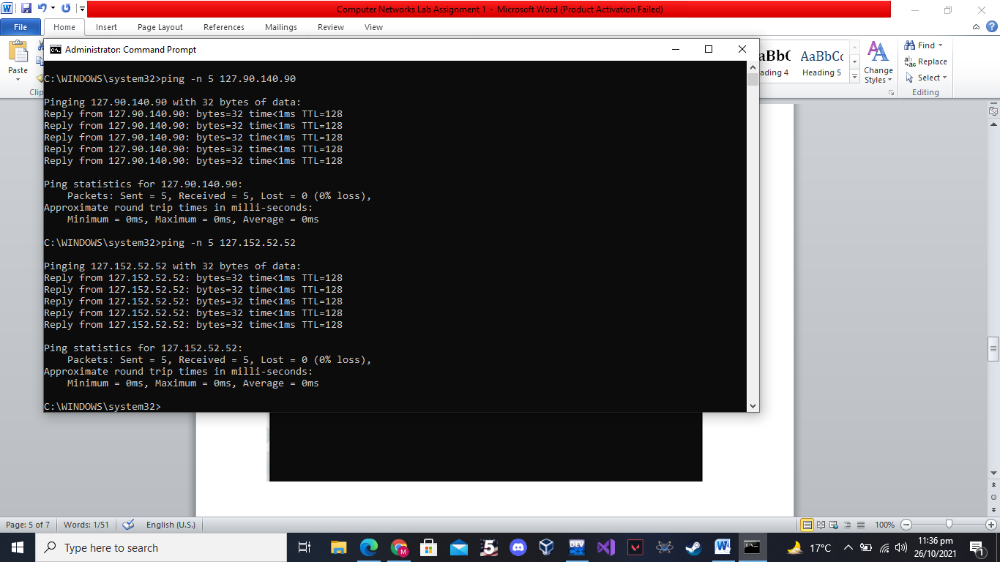 Computer Networks Lab Assignment 1 - Microsoft Word (Product Activation Failed)
File Home Insert Page Layout References Mailings Review View
Administrator: Command Prompt
Paste
Clip
AaBbCc
Heading 5
Change
Styles
Find
Replace
Select
Editing
C:\WINDOWS\system32>ping -n 5 127.90.140.90
Pinging 127.90.140.90 with 32 bytes of data:
Reply from 127.90.140.90: bytes=32 time<1ms TTL=128
Reply from 127.90.140.90: bytes=32 time<1ms TTL=128
Reply from 127.90.140.90: bytes=32 time<1ms TTL=128
Reply from 127.90.140.90: bytes=32 time<1ms TTL=128
Reply from 127.90.140.90: bytes=32 time<1ms TTL=128
Ping statistics for 127.90.140.90:
Packets: Sent = 5, Received = 5, Lost = 0 (0% loss),
Approximate round trip times in milli-seconds:
Minimum = 0ms, Maximum = 0ms, Average = 0ms
C:\WINDOWS\system32>ping -n 5 127.152.52.52
Pinging 127.152.52.52 with 32 bytes of data:
Reply from 127.152.52.52: bytes=32 time<1ms TTL=128
Reply from 127.152.52.52: bytes=32 time<1ms TTL=128
Reply from 127.152.52.52: bytes=32 time<1ms TTL=128
Reply from 127.152.52.52: bytes=32 time<1ms TTL=128
Reply from 127.152.52.52: bytes=32 time<1ms TTL=128
Ping statistics for 127.152.52.52:
Packets: Sent = 5, Received = 5, Lost = 0 (0% loss),
Approximate round trip times in milli-seconds:
Minimum = 0ms, Maximum = 0ms, Average = 0ms
C:\WINDOWS\system32>
Page: 5 of 7 Words: 1/51 English (U.S.) 100%
Type here to search
DEV
17°C
11:36 pm
26/10/2021
1